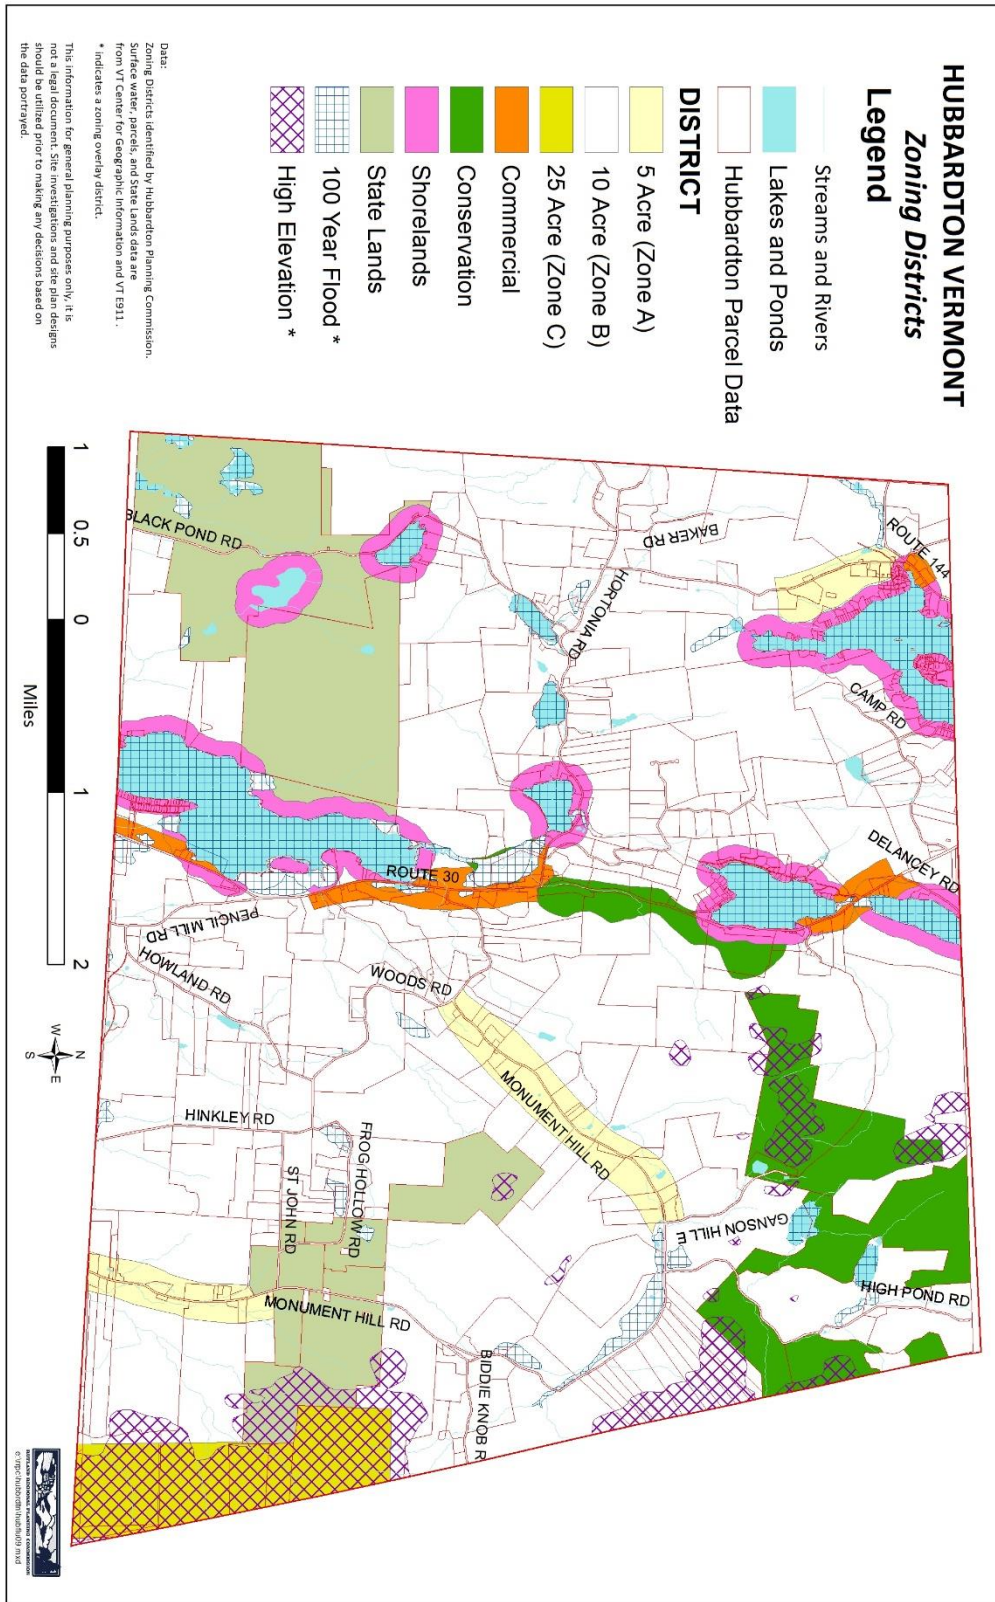 HUBBARDTON VERMONT
Zoning Districts
Legend
Streams and Rivers
Lakes and Ponds
Hubbardton Parcel Data
DISTRICT
5 Acre (Zone A)
10 Acre (Zone B)
25 Acre (Zone C)
Commercial
Conservation
Shorelands
State Lands
100 Year Flood *
High Elevation *
Data:
Zoning Districts identified by Hubbardton Planning Commission.
Surface water, parcels, and State Lands data are
from VT Center for Geographic Information and VT E911 .
* indicates a zoning overlay district.
This information for general planning purposes only, it is
not a legal document. Site investigations and site plan designs
should be utilized prior to making any decisions based on
the data portrayed.
ROUTE 144
BAKER RD
HORTONIA RD
BLACK POND RD
CAMP RD
DELANCEY RD
ROUTE 30
PENCIL MILL RD
HOWLAND RD
WOODS RD
MONUMENT HILL RD
HINKLEY RD
FROG HOLLOW RD
ST JOHN RD
GANSON HILL E
HIGH POND RD
MONUMENT HILL RD
BIDDIE KNOB R
1 0.5 0 1 2
Miles
N
W E
S
RUTLAND REGIONAL PLANNING COMMISSION